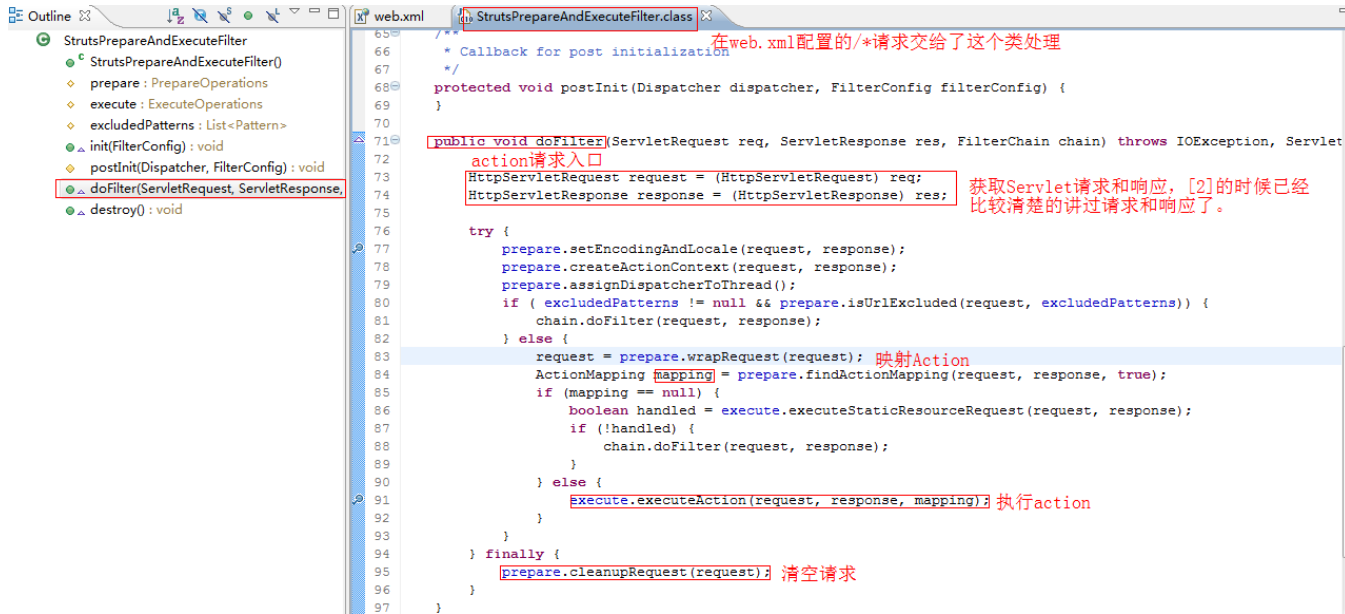 Outline
StrutsPrepareAndExecuteFilter
StrutsPrepareAndExecuteFilter()
prepare : PrepareOperations
execute : ExecuteOperations
excludedPatterns : List<Pattern>
init(FilterConfig) : void
postInit(Dispatcher, FilterConfig) : void
doFilter(ServletRequest, ServletResponse,
destroy() : void
web.xml StrutsPrepareAndExecuteFilter.class
65 /**
在web.xml配置的/*请求交给了这个类处理
66 * Callback for post initialization
67 */
68 protected void postInit(Dispatcher dispatcher, FilterConfig filterConfig) {
69 }
70
71 public void doFilter(ServletRequest req, ServletResponse res, FilterChain chain) throws IOException, Servlet
72 action请求入口
73 HttpServletRequest request = (HttpServletRequest) req;
74 HttpServletResponse response = (HttpServletResponse) res;
获取Servlet请求和响应, [2]的时候已经
比较清楚的讲过请求和响应了。
75
76 try {
77 prepare.setEncodingAndLocale(request, response);
78 prepare.createActionContext(request, response);
79 prepare.assignDispatcherToThread();
80 if ( excludedPatterns != null && prepare.isUrlExcluded(request, excludedPatterns)) {
81 chain.doFilter(request, response);
82 } else {
83 request = prepare.wrapRequest(request); 映射Action
84 ActionMapping mapping = prepare.findActionMapping(request, response, true);
85 if (mapping == null) {
86 boolean handled = execute.executeStaticResourceRequest(request, response);
87 if (!handled) {
88 chain.doFilter(request, response);
89 }
90 } else {
91 execute.executeAction(request, response, mapping); 执行action
92 }
93 }
94 } finally {
95 prepare.cleanupRequest(request); 清空请求
96 }
97 }